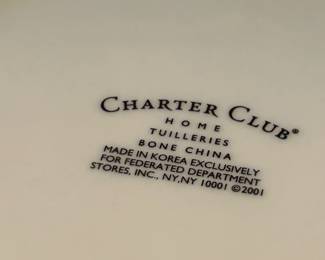 CHARTER CLUB®
HOME
TUILLERIES
BONE CHINA
MADE IN KOREA EXCLUSIVELY
FOR FEDERATED DEPARTMENT
STORES, INC., NY,NY 10001 ©2001